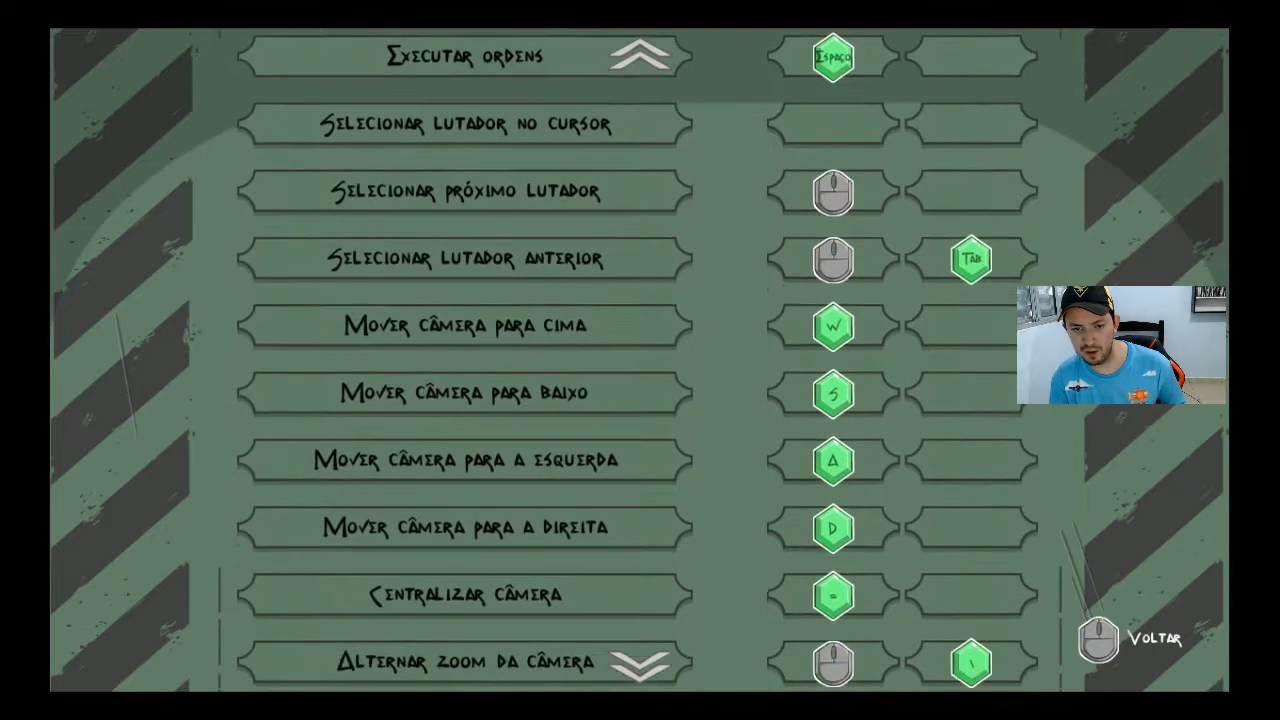 Executar ordens Espaço
Selecionar lutador no cursor
Selecionar próximo lutador
Selecionar lutador anterior Tab
Mover câmera para cima W
Mover câmera para baixo S
Mover câmera para a esquerda A
Mover câmera para a direita D
Centralizar câmera =
Voltar
Alternar zoom da câmera \